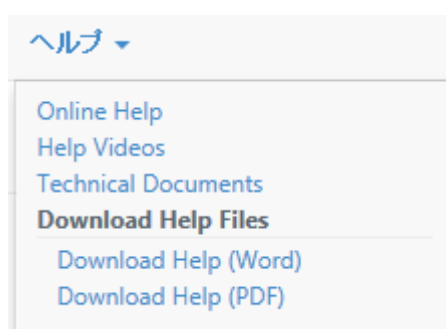 ヘルプ
Online Help
Help Videos
Technical Documents
Download Help Files
Download Help (Word)
Download Help (PDF)